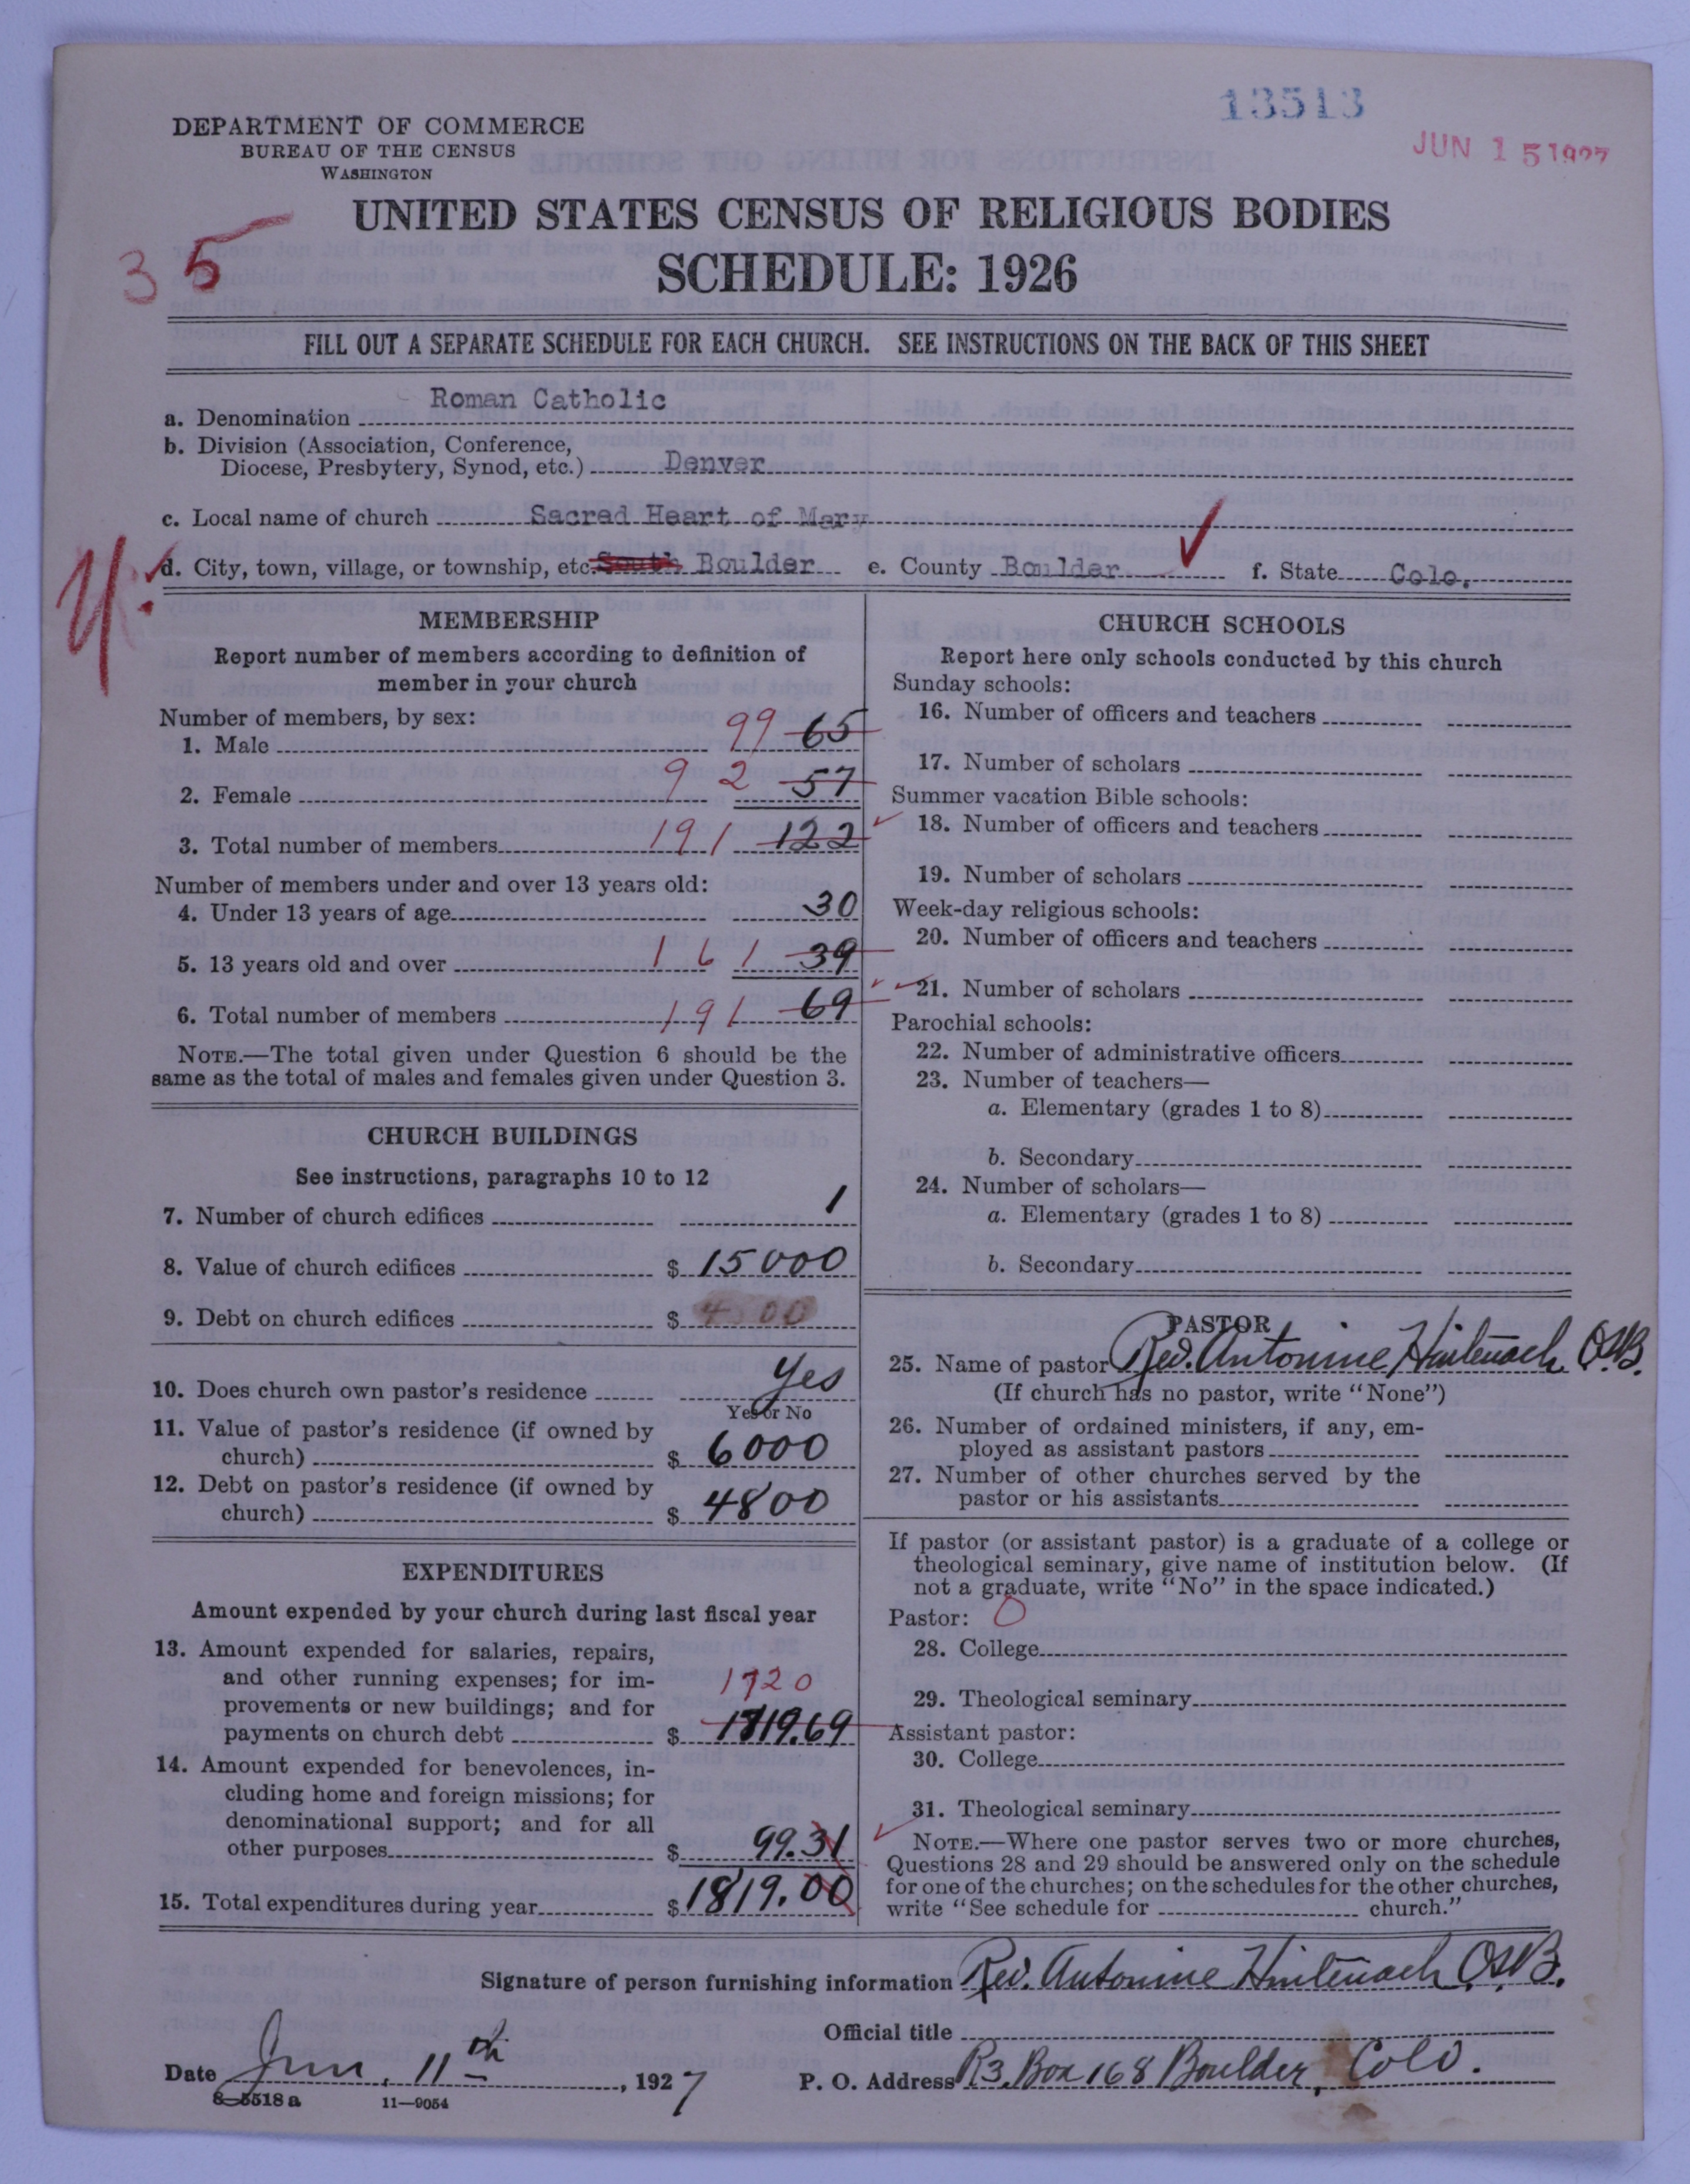 13513
JUN 15 1927
DEPARTMENT OF COMMERCE
BUREAU OF THE CENSUS
WASHINGTON
35
UNITED STATES CENSUS OF RELIGIOUS BODIES
SCHEDULE: 1926
FILL OUT A SEPARATE SCHEDULE FOR EACH CHURCH. SEE INSTRUCTIONS ON THE BACK OF THIS SHEET
a. Denomination Roman Catholic
b. Division (Association, Conference,
Diocese, Presbytery, Synod, etc.) Denver
c. Local name of church Sacred Heart of Mary
d. City, town, village, or township, etc. South Boulder e. County Boulder f. State Colo.
MEMBERSHIP
Report number of members according to definition of
member in your church
Number of members, by sex:
1. Male 99 65
2. Female 92 57
3. Total number of members 191 122
Number of members under and over 13 years old:
4. Under 13 years of age 30
5. 13 years old and over 161 39
6. Total number of members 191 69
NOTE.—The total given under Question 6 should be the
same as the total of males and females given under Question 3.
CHURCH BUILDINGS
See instructions, paragraphs 10 to 12
7. Number of church edifices 1
8. Value of church edifices $ 15000
9. Debt on church edifices $
10. Does church own pastor's residence Yes
Yes or No
11. Value of pastor's residence (if owned by
church) $ 6000
12. Debt on pastor's residence (if owned by
church) $ 4800
EXPENDITURES
Amount expended by your church during last fiscal year
13. Amount expended for salaries, repairs,
and other running expenses; for im-
provements or new buildings; and for
payments on church debt $ 1720 1819.69
14. Amount expended for benevolences, in-
cluding home and foreign missions; for
denominational support; and for all
other purposes $ 99.31
15. Total expenditures during year $ 1819.00
CHURCH SCHOOLS
Report here only schools conducted by this church
Sunday schools:
16. Number of officers and teachers
17. Number of scholars
Summer vacation Bible schools:
18. Number of officers and teachers
19. Number of scholars
Week-day religious schools:
20. Number of officers and teachers
21. Number of scholars
Parochial schools:
22. Number of administrative officers
23. Number of teachers—
a. Elementary (grades 1 to 8)
b. Secondary
24. Number of scholars—
a. Elementary (grades 1 to 8)
b. Secondary
PASTOR
25. Name of pastor Rev. Antonine Hintenach O.S.B.
(If church has no pastor, write "None")
26. Number of ordained ministers, if any, em-
ployed as assistant pastors
27. Number of other churches served by the
pastor or his assistants
If pastor (or assistant pastor) is a graduate of a college or
theological seminary, give name of institution below. (If
not a graduate, write "No" in the space indicated.)
Pastor: 0
28. College
29. Theological seminary
Assistant pastor:
30. College
31. Theological seminary
NOTE.—Where one pastor serves two or more churches,
Questions 28 and 29 should be answered only on the schedule
for one of the churches; on the schedules for the other churches,
write "See schedule for church."
Signature of person furnishing information Rev. Antonine Hintenach O.S.B.
Official title
Date Jun. 11th, 1927
P. O. Address R3. Box 168 Boulder, Colo.
8-5518 a 11—9054